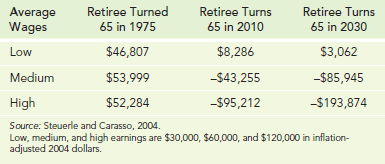 Average Wages Retiree Turned 65 in 1975 Retiree Turns 65 in 2010 Retiree Turns 65 in 2030
Low $46,807 $8,286 $3,062
Medium $53,999 –$43,255 –$85,945
High $52,284 –$95,212 –$193,874
Source: Steuerle and Carasso, 2004.
Low, medium, and high earnings are $30,000, $60,000, and $120,000 in inflation-
adjusted 2004 dollars.